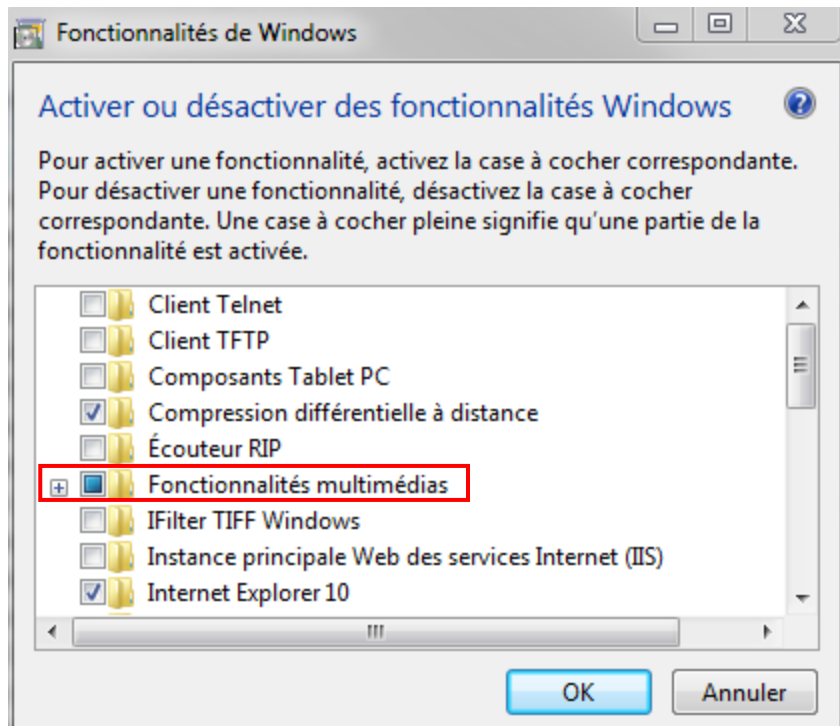 Fonctionnalités de Windows
Activer ou désactiver des fonctionnalités Windows
Pour activer une fonctionnalité, activez la case à cocher correspondante.
Pour désactiver une fonctionnalité, désactivez la case à cocher
correspondante. Une case à cocher pleine signifie qu'une partie de la
fonctionnalité est activée.
Client Telnet
Client TFTP
Composants Tablet PC
Compression différentielle à distance
Écouteur RIP
Fonctionnalités multimédias
IFilter TIFF Windows
Instance principale Web des services Internet (IIS)
Internet Explorer 10
OK
Annuler